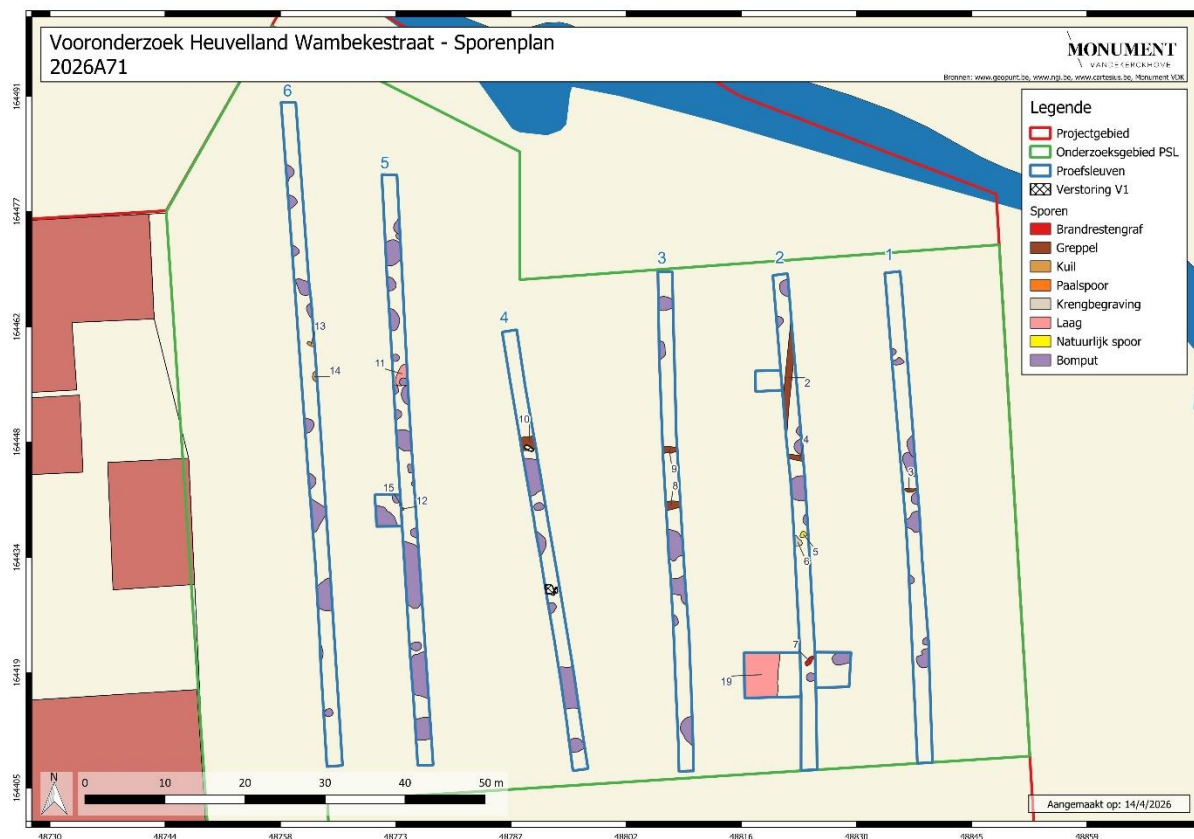 Vooronderzoek Heuvelland Wambekestraat - Sporenplan
2026A71
MONUMENT
VANDEKERCKHOVE
Bronnen: www.geopunt.be, www.ngi.be, www.cartesius.be, Monument VDK
Legende
Projectgebied
Onderzoeksgebied PSL
Proefsleuven
Verstoring V1
Sporen
Brandrestengraf
Greppel
Kuil
Paalspoor
Krengbegraving
Laag
Natuurlijk spoor
Bomput
6
5
4
3
2
1
13
14
11
15
12
10
9
8
2
4
5
6
7
19
3
164491
164477
164462
164448
164434
164419
164405
N
0 10 20 30 40 50 m
Aangemaakt op: 14/4/2026
48730 48744 48758 48773 48787 48802 48816 48830 48845 48859